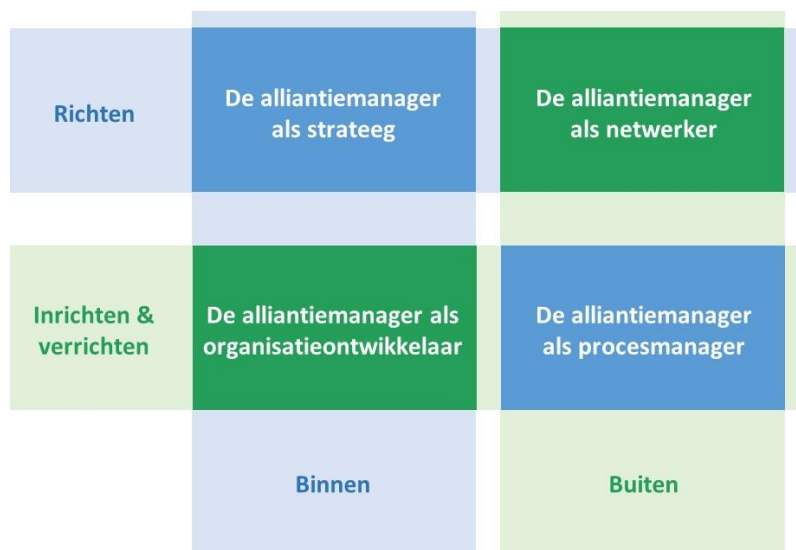 Richten
De alliantiemanager
als strateeg
De alliantiemanager
als netwerker
Inrichten &
verrichten
De alliantiemanager als
organisatieontwikkelaar
De alliantiemanager
als procesmanager
Binnen
Buiten